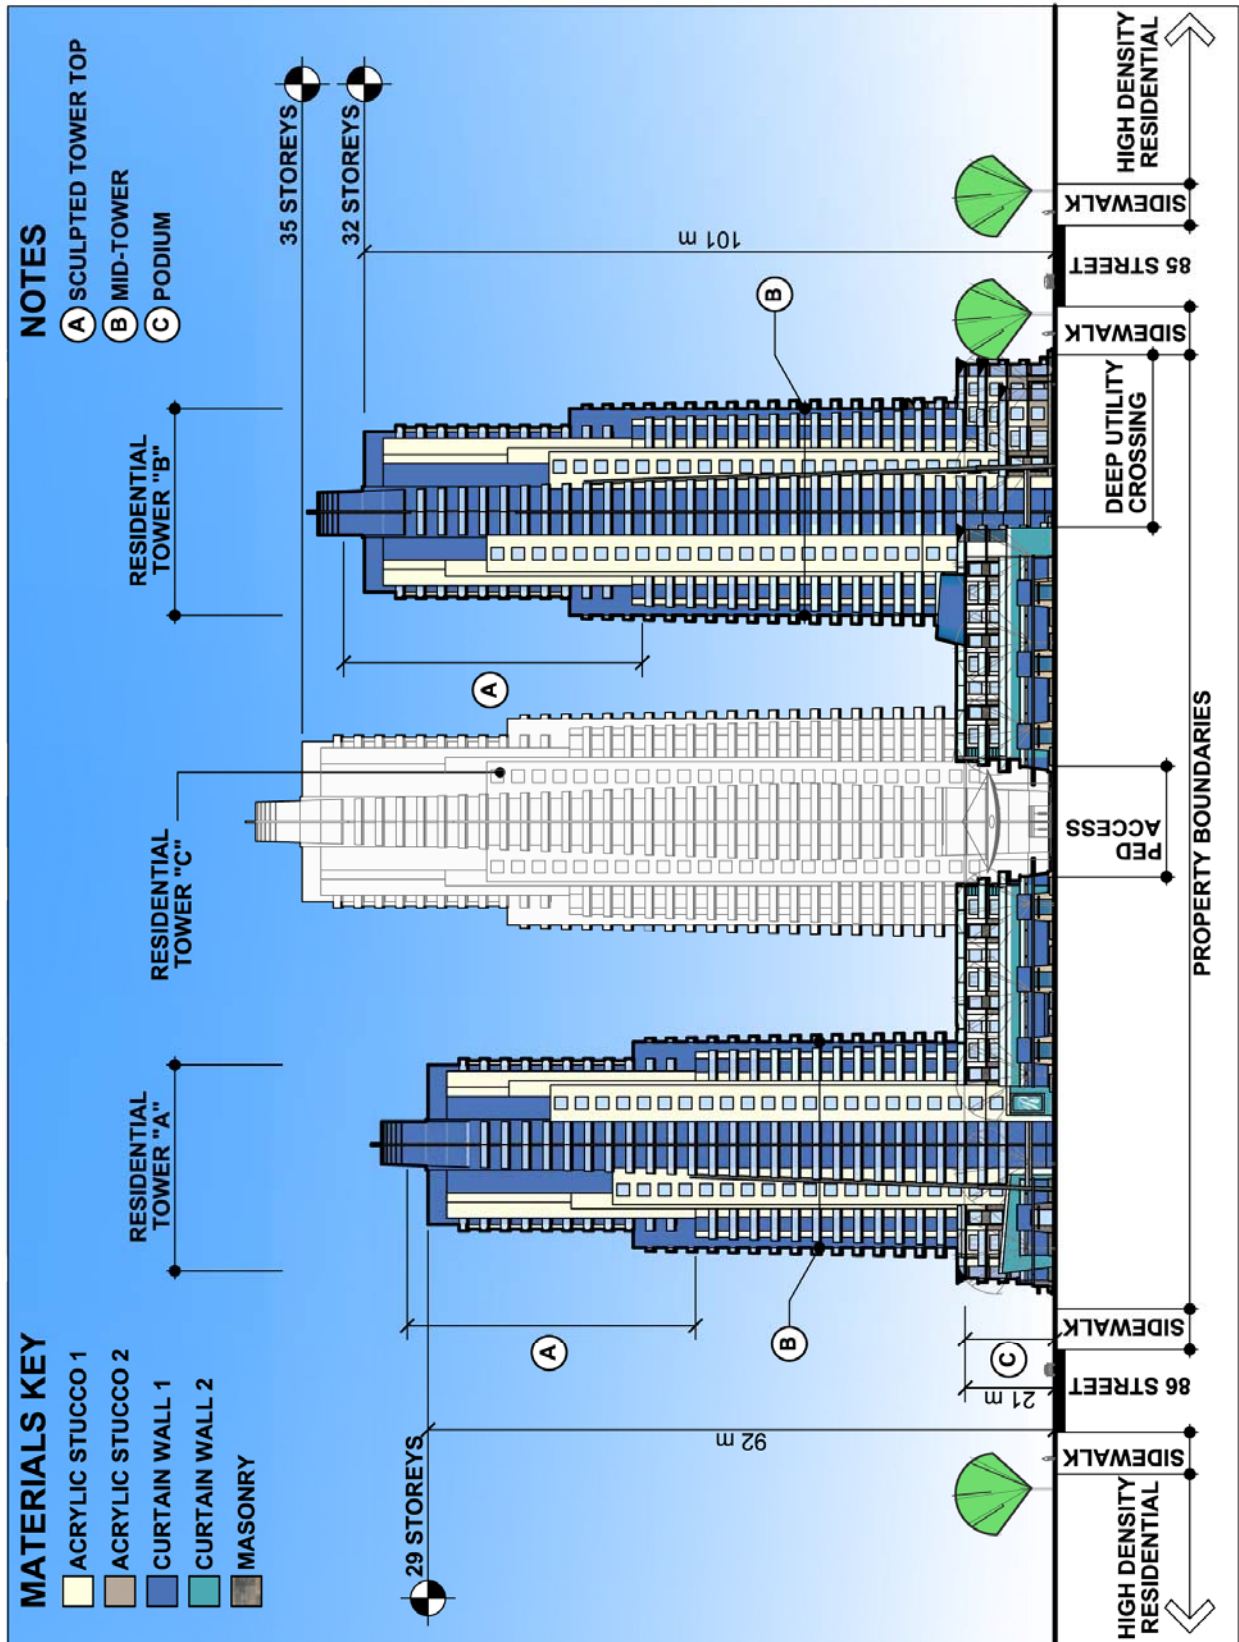 MATERIALS KEY
ACRYLIC STUCCO 1
ACRYLIC STUCCO 2
CURTAIN WALL 1
CURTAIN WALL 2
MASONRY
NOTES
A SCULPTED TOWER TOP
B MID-TOWER
C PODIUM
RESIDENTIAL
TOWER "A"
RESIDENTIAL
TOWER "C"
RESIDENTIAL
TOWER "B"
35 STOREYS
32 STOREYS
29 STOREYS
A
A
B
B
C
92 m
21 m
101 m
HIGH DENSITY
RESIDENTIAL
SIDEWALK
86 STREET
SIDEWALK
PED
ACCESS
PROPERTY BOUNDARIES
DEEP UTILITY
CROSSING
SIDEWALK
85 STREET
SIDEWALK
HIGH DENSITY
RESIDENTIAL